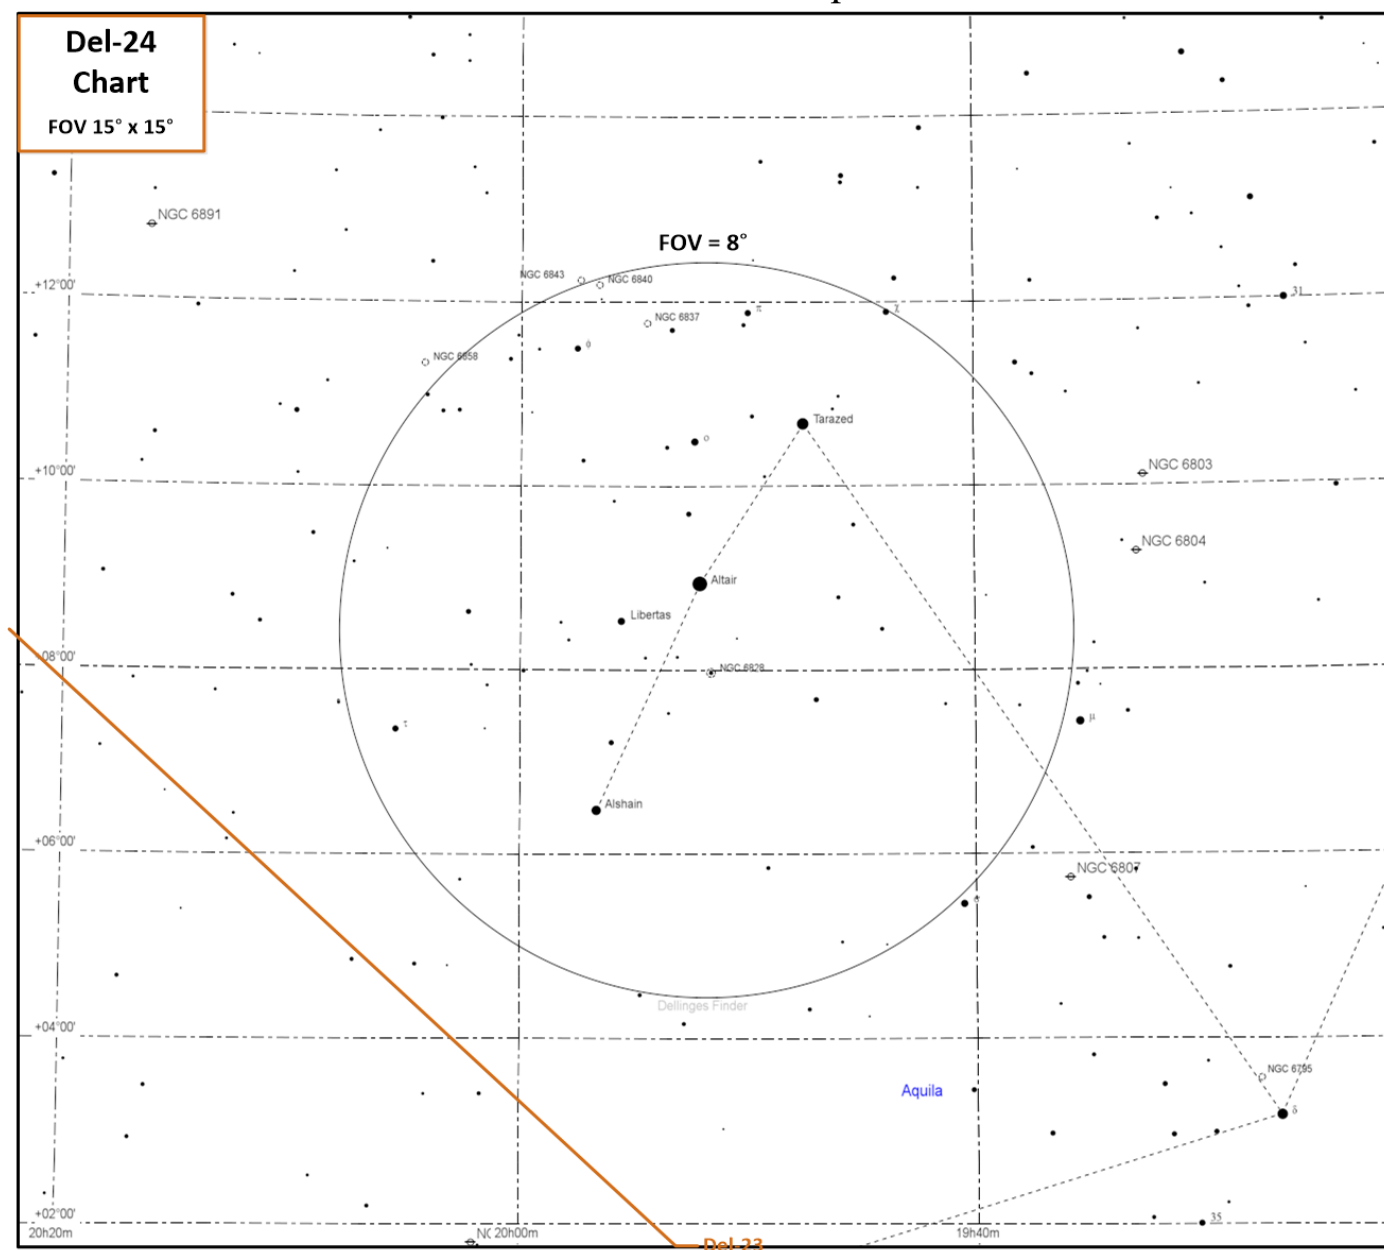 Del-24
Chart
FOV 15° x 15°
NGC 6891
FOV = 8°
NGC 6843
NGC 6840
+12°00'
31
π
χ
NGC 6837
φ
NGC 6858
Tarazed
ο
NGC 6803
+10°00'
NGC 6804
Altair
Libertas
08°00'
NGC 6828
μ
τ
Alshain
+06°00'
NGC 6807
σ
Dellinges Finder
+04°00'
NGC 6795
Aquila
δ
+02°00'
35
20h20m
20h00m
19h40m
Del-23